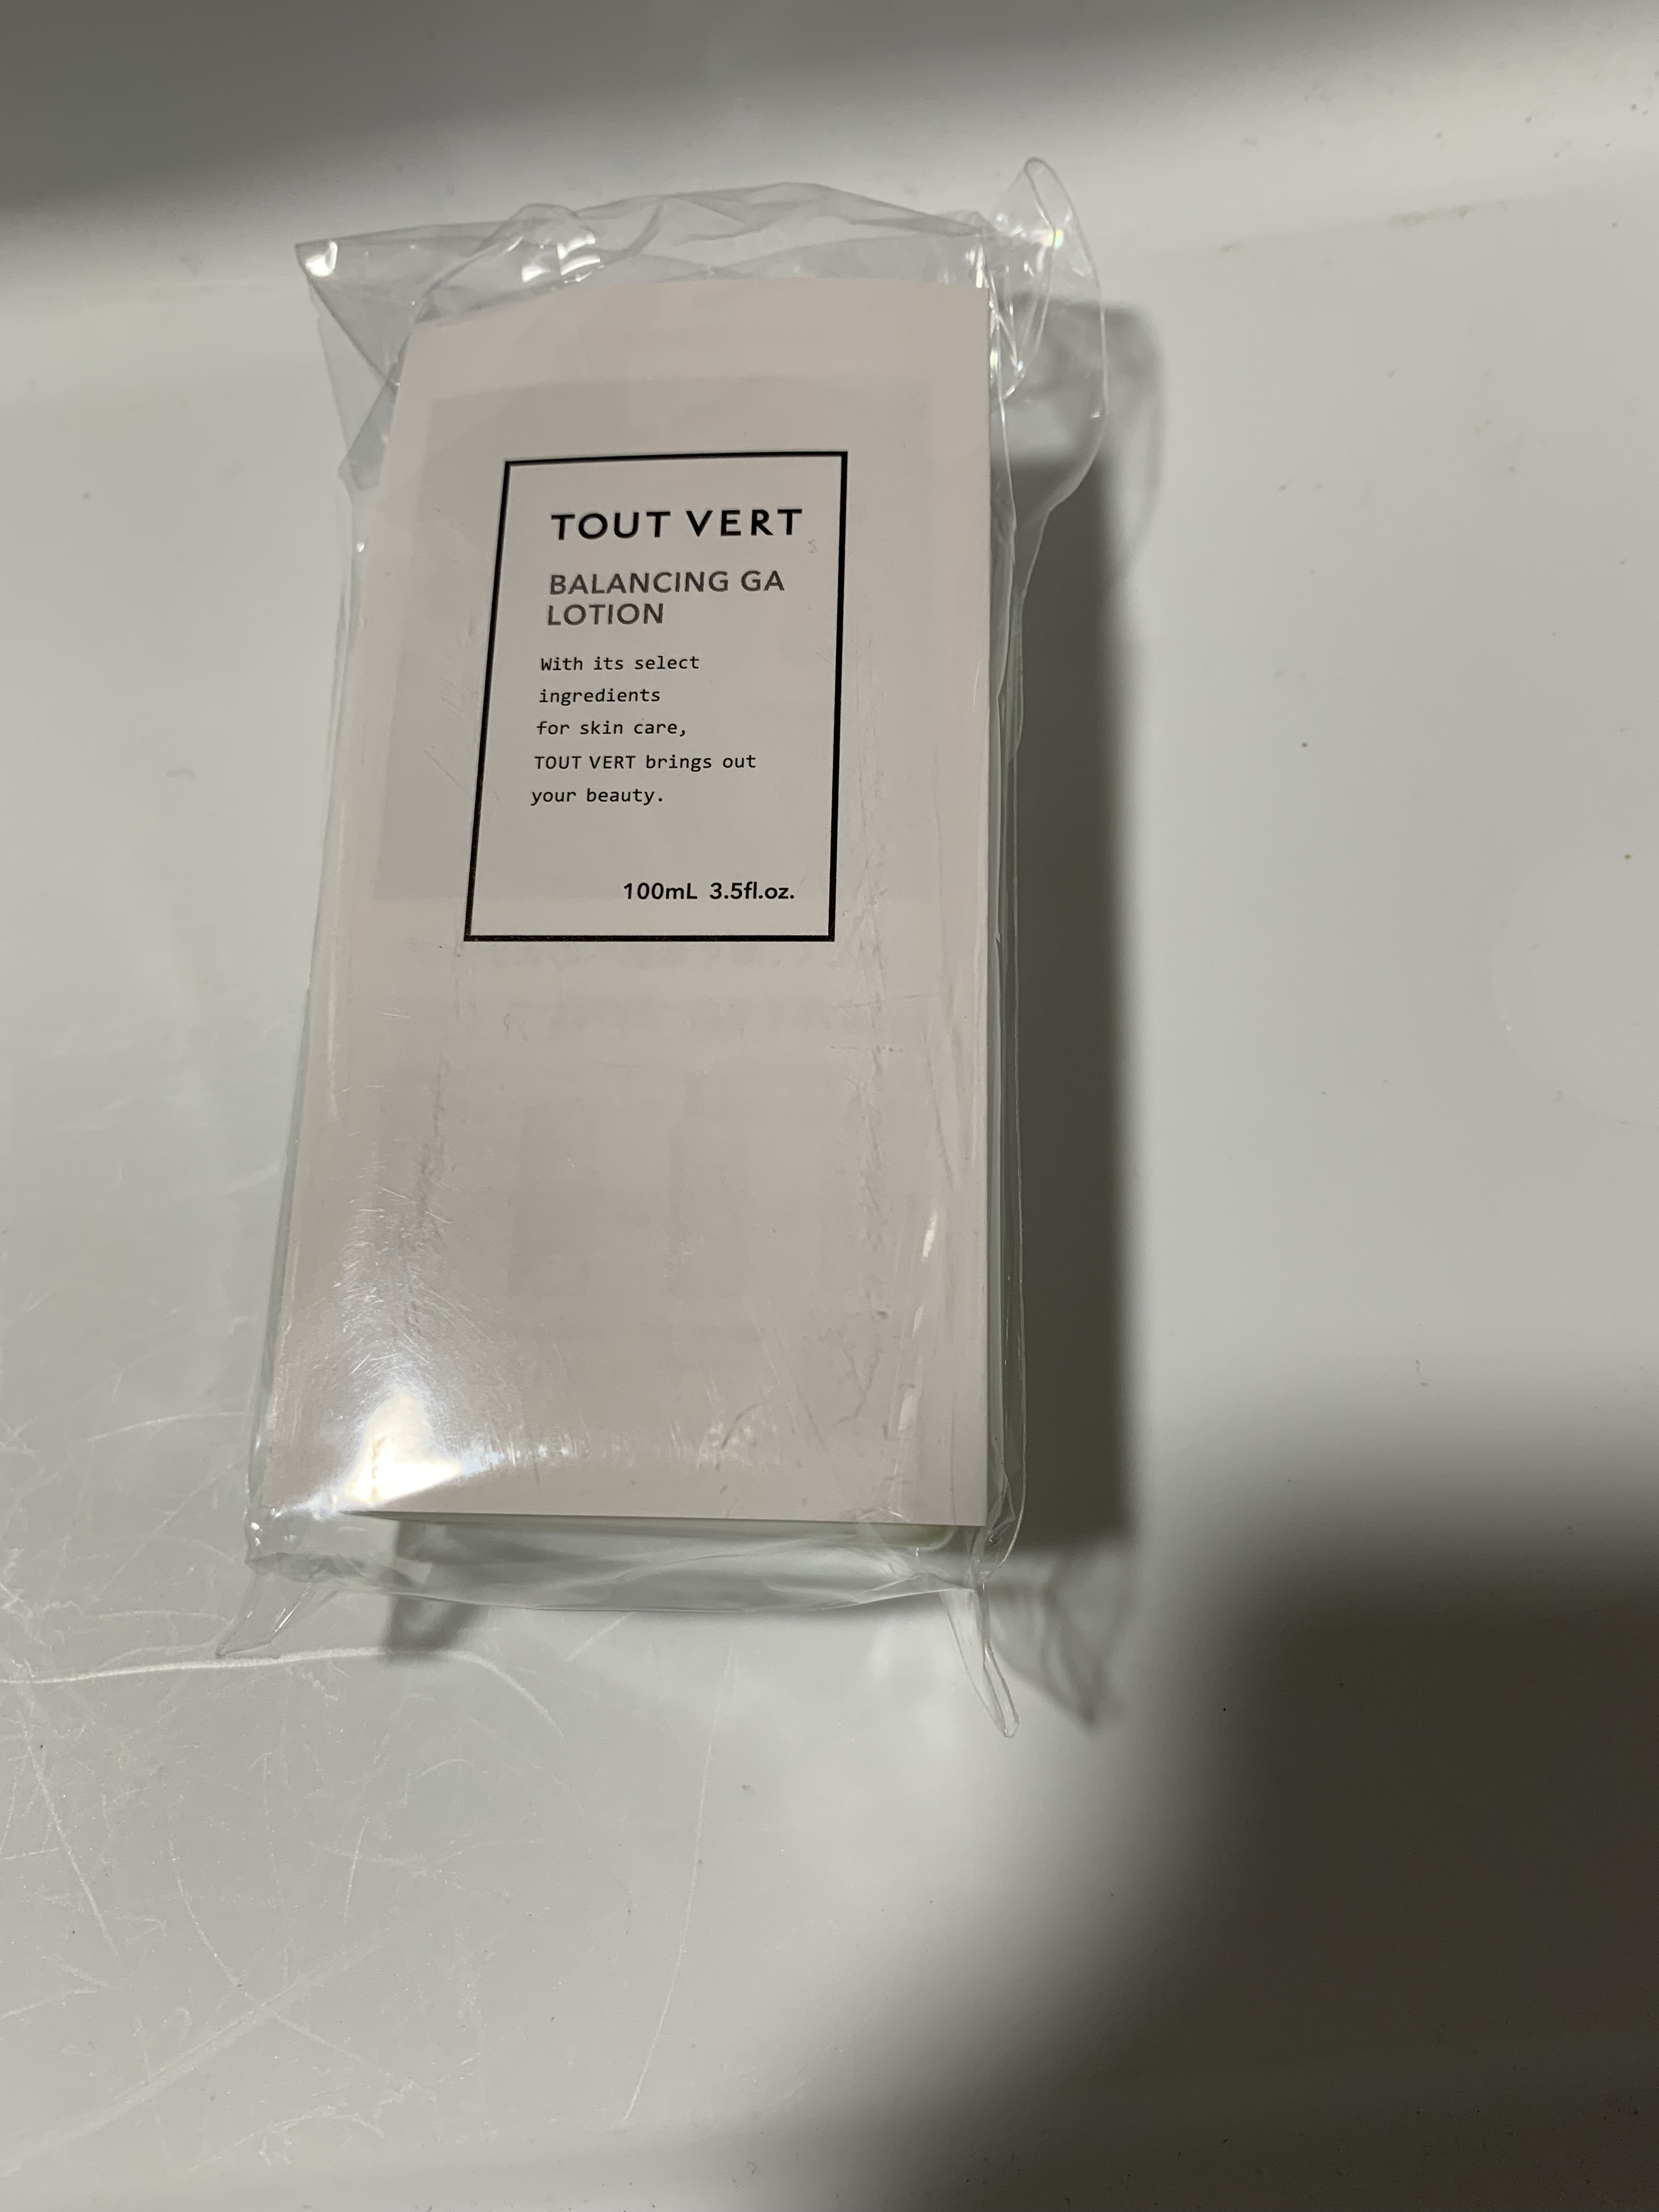 TOUT VERT
BALANCING GA
LOTION
With its select
ingredients
for skin care,
TOUT VERT brings out
your beauty.
100mL 3.5fl.oz.